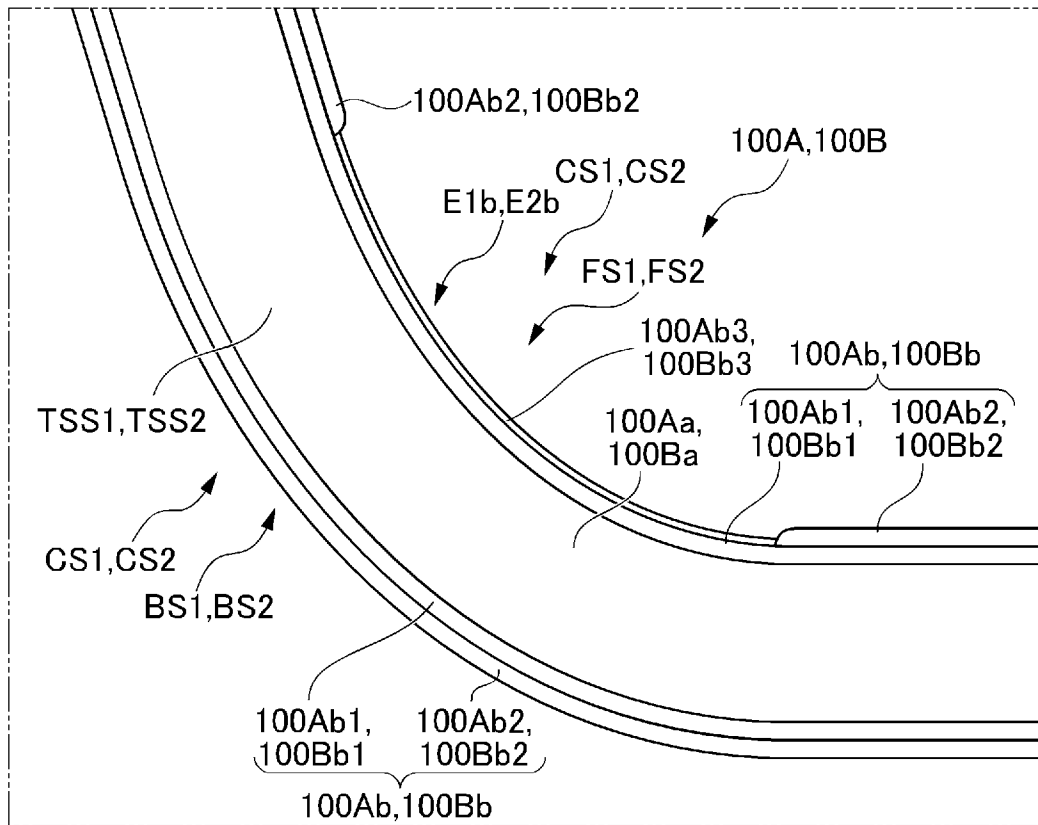 100Ab2,100Bb2
100A,100B
CS1,CS2
E1b,E2b
FS1,FS2
100Ab3,
100Bb3
100Ab,100Bb
100Ab1,
100Bb1
100Ab2,
100Bb2
TSS1,TSS2
100Aa,
100Ba
CS1,CS2
BS1,BS2
100Ab1,
100Bb1
100Ab2,
100Bb2
100Ab,100Bb